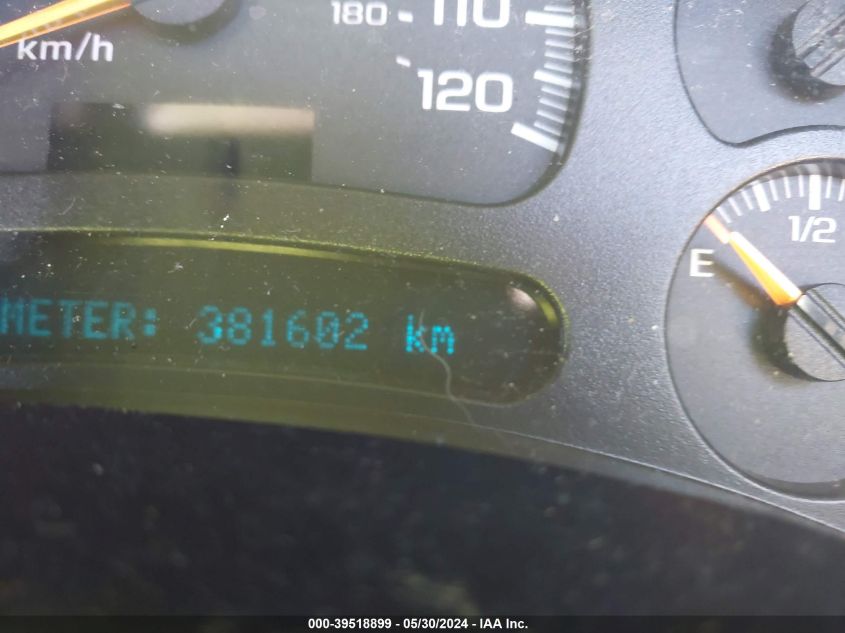 180 110
km/h
120
1/2
E
METER: 381602 km
000-39518899 - 05/30/2024 - IAA Inc.